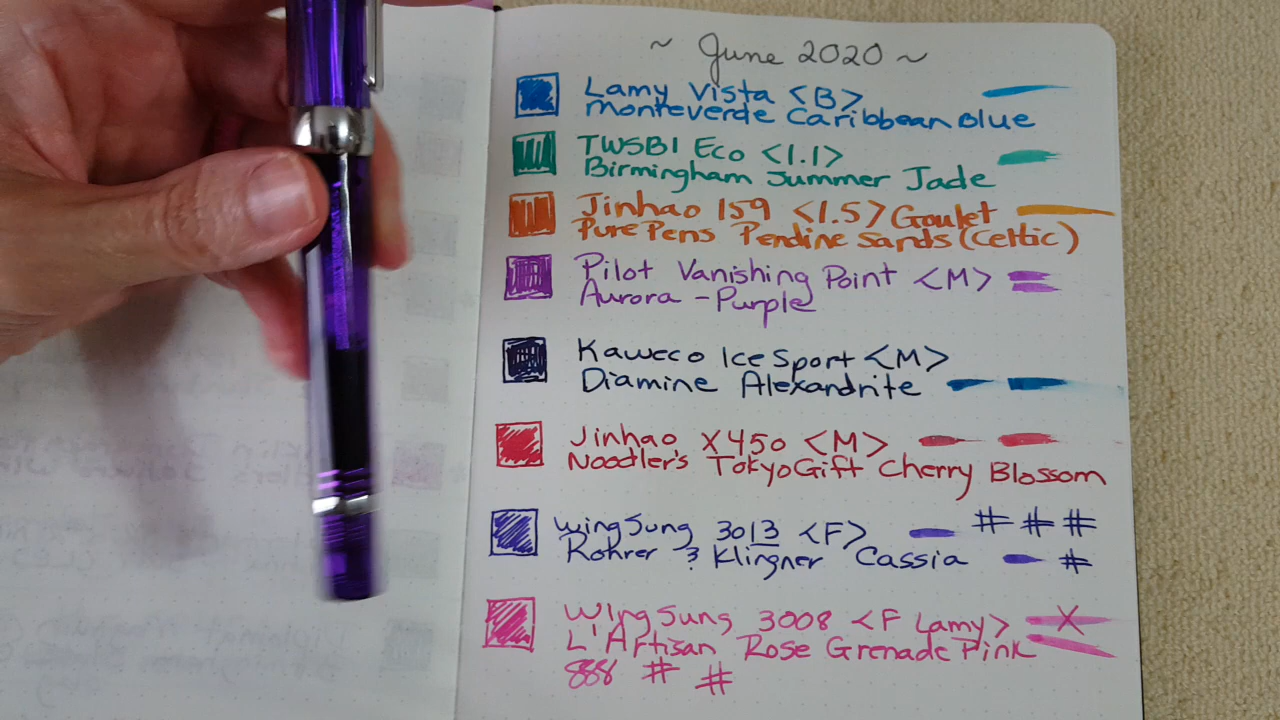 ~ June 2020 ~
Lamy Vista <B>
Monteverde Caribbean Blue
TWSBI Eco <1.1>
Birmingham Summer Jade
Jinhao 159 <1.5> Goulet
Pure Pens Pendine Sands (Celtic)
Pilot Vanishing Point <M>
Aurora - Purple
Kaweco Ice Sport <M>
Diamine Alexandrite
Jinhao X450 <M>
Noodler's Tokyo Gift Cherry Blossom
Wing Sung 3013 <F> # # #
Rohrer & Klingner Cassia #
Wing Sung 3008 <F Lamy> X
L'Artisan Rose Grenade Pink
888 # #